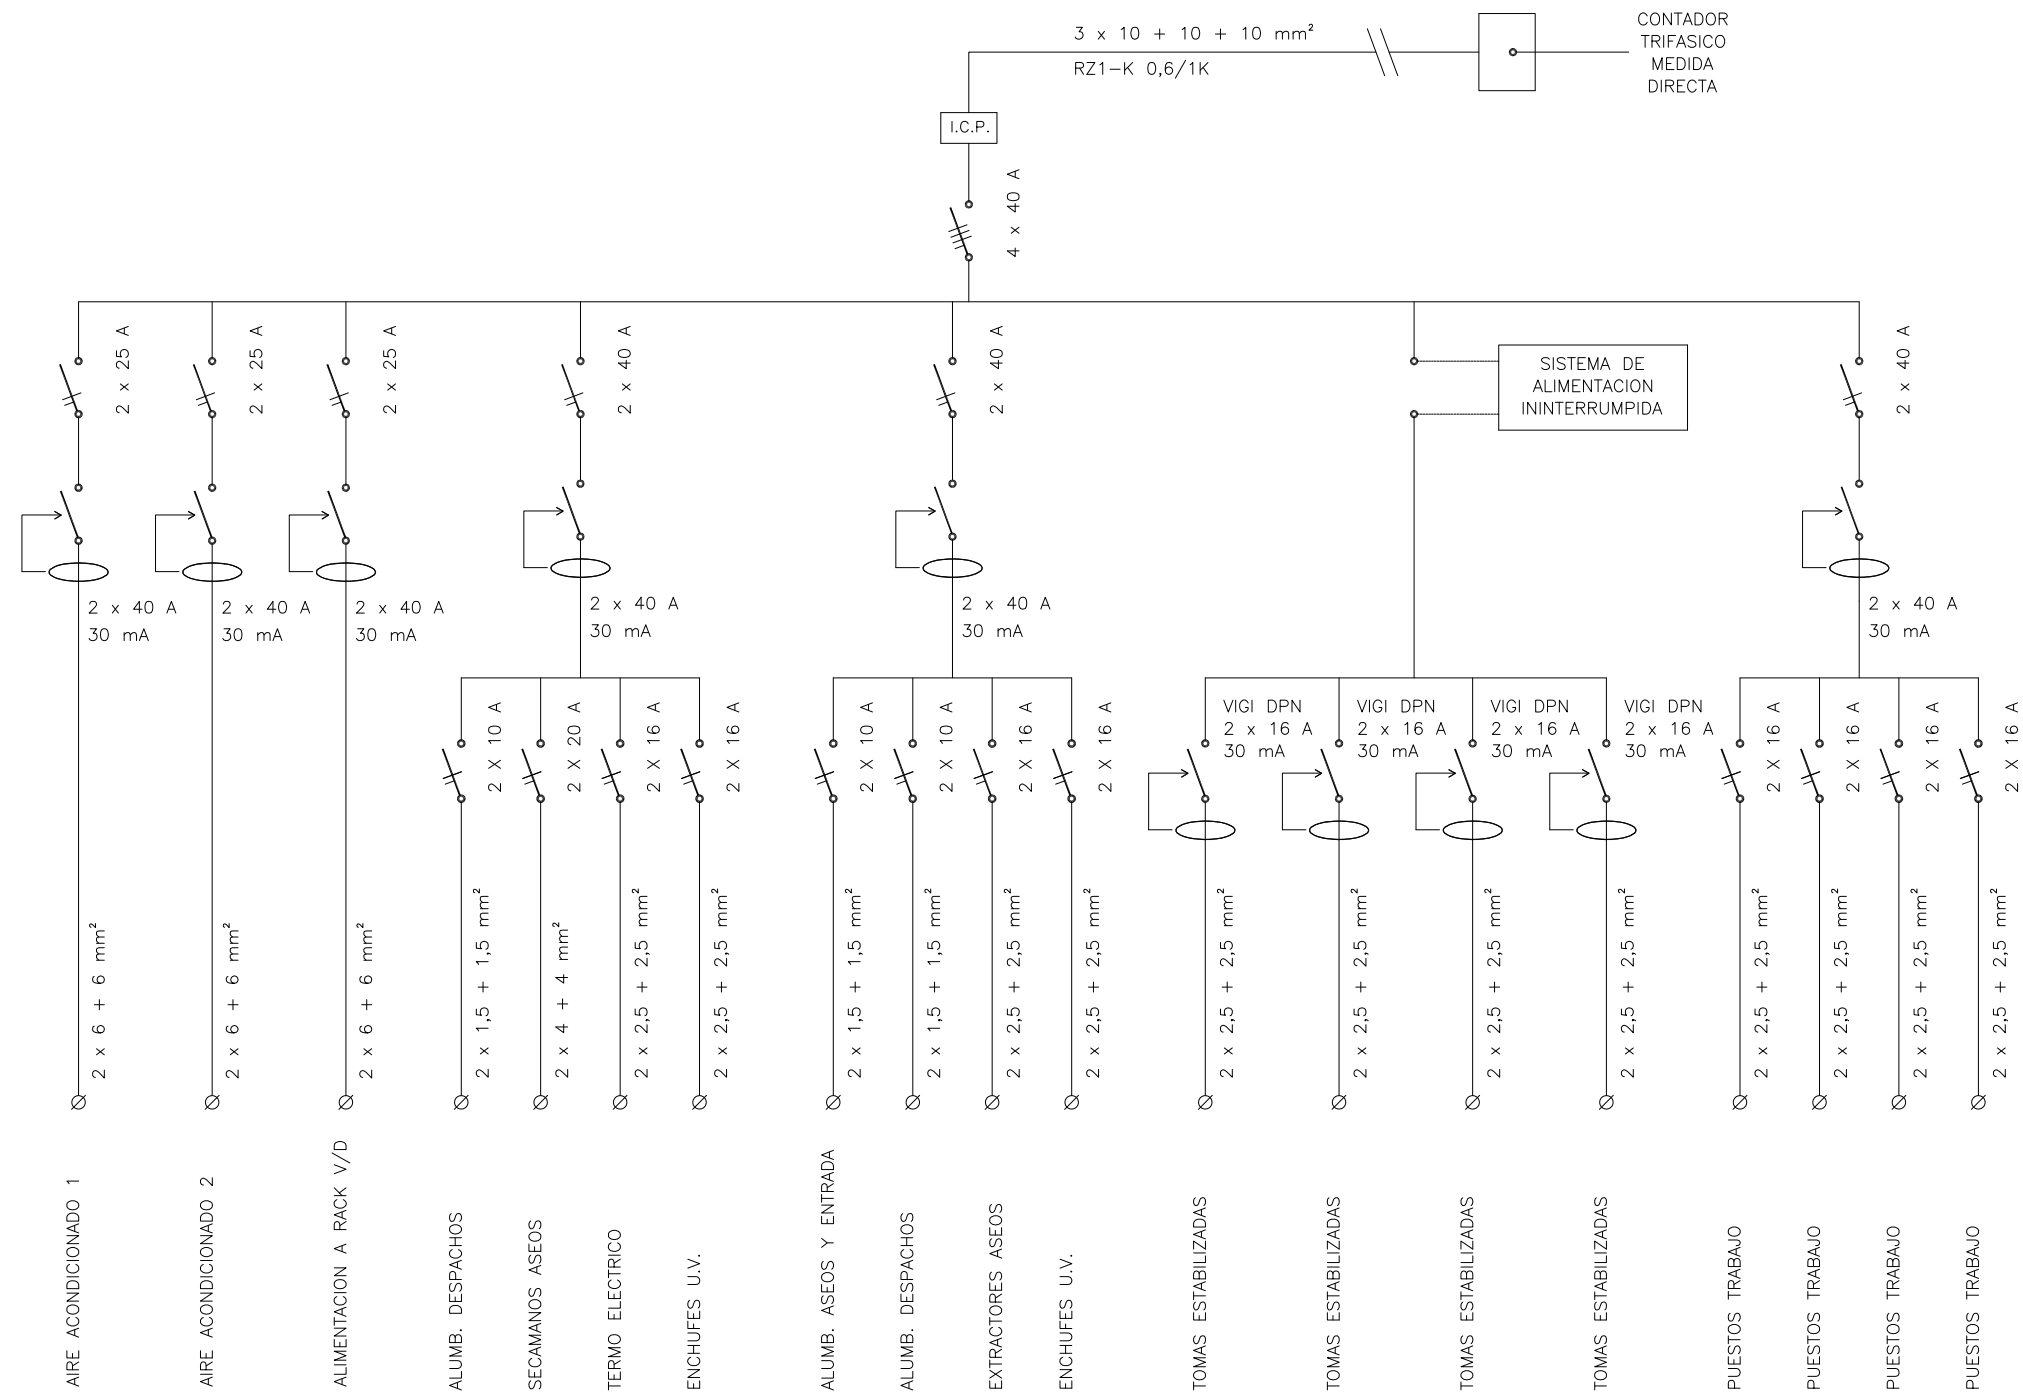 3 x 10 + 10 + 10 mm²
RZ1-K 0,6/1K
CONTADOR
TRIFASICO
MEDIDA
DIRECTA
I.C.P.
4 x 40 A
2 x 25 A
2 x 25 A
2 x 25 A
2 x 40 A
2 x 40 A
SISTEMA DE
ALIMENTACION
ININTERRUMPIDA
2 x 40 A
2 x 40 A
30 mA
2 x 40 A
30 mA
2 x 40 A
30 mA
2 x 40 A
30 mA
2 x 40 A
30 mA
2 x 40 A
30 mA
2 X 10 A
2 X 20 A
2 X 16 A
2 X 16 A
2 X 10 A
2 X 10 A
2 X 16 A
2 X 16 A
VIGI DPN
2 x 16 A
30 mA
VIGI DPN
2 x 16 A
30 mA
VIGI DPN
2 x 16 A
30 mA
VIGI DPN
2 x 16 A
30 mA
2 X 16 A
2 X 16 A
2 X 16 A
2 X 16 A
2 x 6 + 6 mm²
2 x 6 + 6 mm²
2 x 6 + 6 mm²
2 x 1,5 + 1,5 mm²
2 x 4 + 4 mm²
2 x 2,5 + 2,5 mm²
2 x 2,5 + 2,5 mm²
2 x 1,5 + 1,5 mm²
2 x 1,5 + 1,5 mm²
2 x 2,5 + 2,5 mm²
2 x 2,5 + 2,5 mm²
2 x 2,5 + 2,5 mm²
2 x 2,5 + 2,5 mm²
2 x 2,5 + 2,5 mm²
2 x 2,5 + 2,5 mm²
2 x 2,5 + 2,5 mm²
2 x 2,5 + 2,5 mm²
2 x 2,5 + 2,5 mm²
2 x 2,5 + 2,5 mm²
AIRE ACONDICIONADO 1
AIRE ACONDICIONADO 2
ALIMENTACION A RACK V/D
ALUMB. DESPACHOS
SECAMANOS ASEOS
TERMO ELECTRICO
ENCHUFES U.V.
ALUMB. ASEOS Y ENTRADA
ALUMB. DESPACHOS
EXTRACTORES ASEOS
ENCHUFES U.V.
TOMAS ESTABILIZADAS
TOMAS ESTABILIZADAS
TOMAS ESTABILIZADAS
TOMAS ESTABILIZADAS
PUESTOS TRABAJO
PUESTOS TRABAJO
PUESTOS TRABAJO
PUESTOS TRABAJO